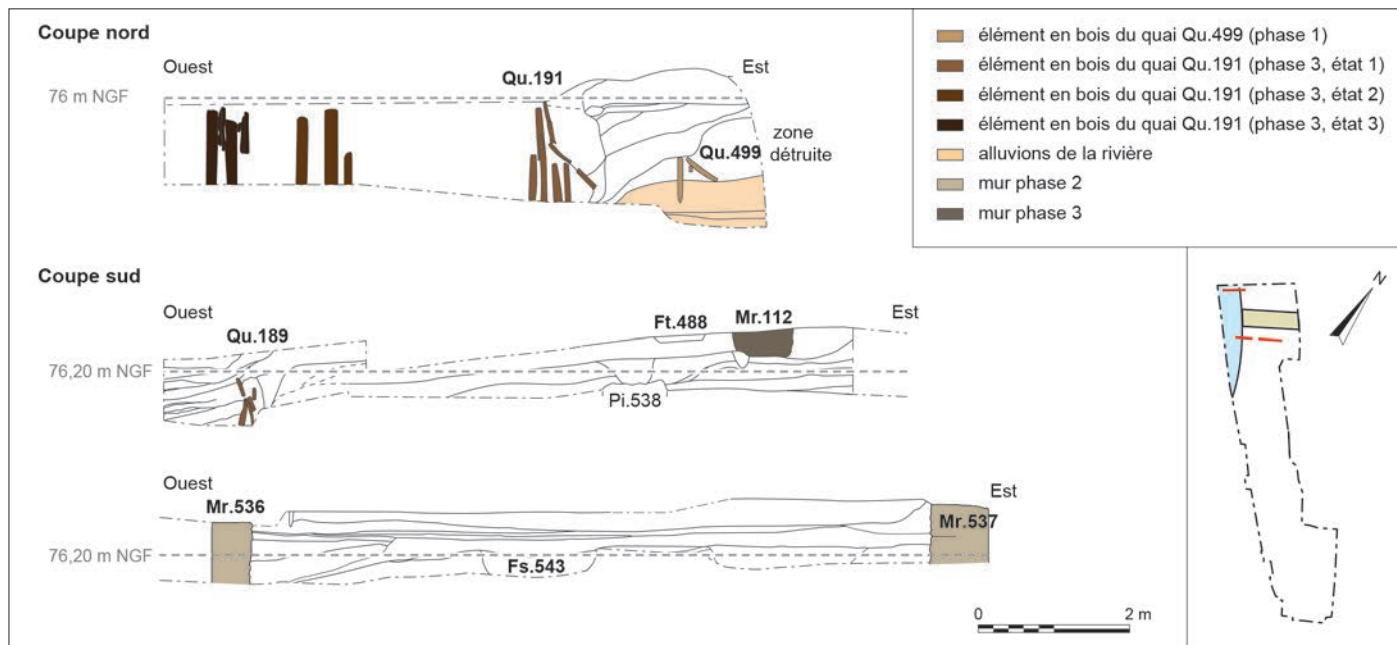 Coupe nord
Ouest
Qu.191
Est
76 m NGF
Qu.499
zone
détruite
élément en bois du quai Qu.499 (phase 1)
élément en bois du quai Qu.191 (phase 3, état 1)
élément en bois du quai Qu.191 (phase 3, état 2)
élément en bois du quai Qu.191 (phase 3, état 3)
alluvions de la rivière
mur phase 2
mur phase 3
Coupe sud
Ouest
Qu.189
Ft.488
Mr.112
Est
76,20 m NGF
Pi.538
Ouest
Mr.536
Est
Mr.537
76,20 m NGF
Fs.543
0 2 m
N